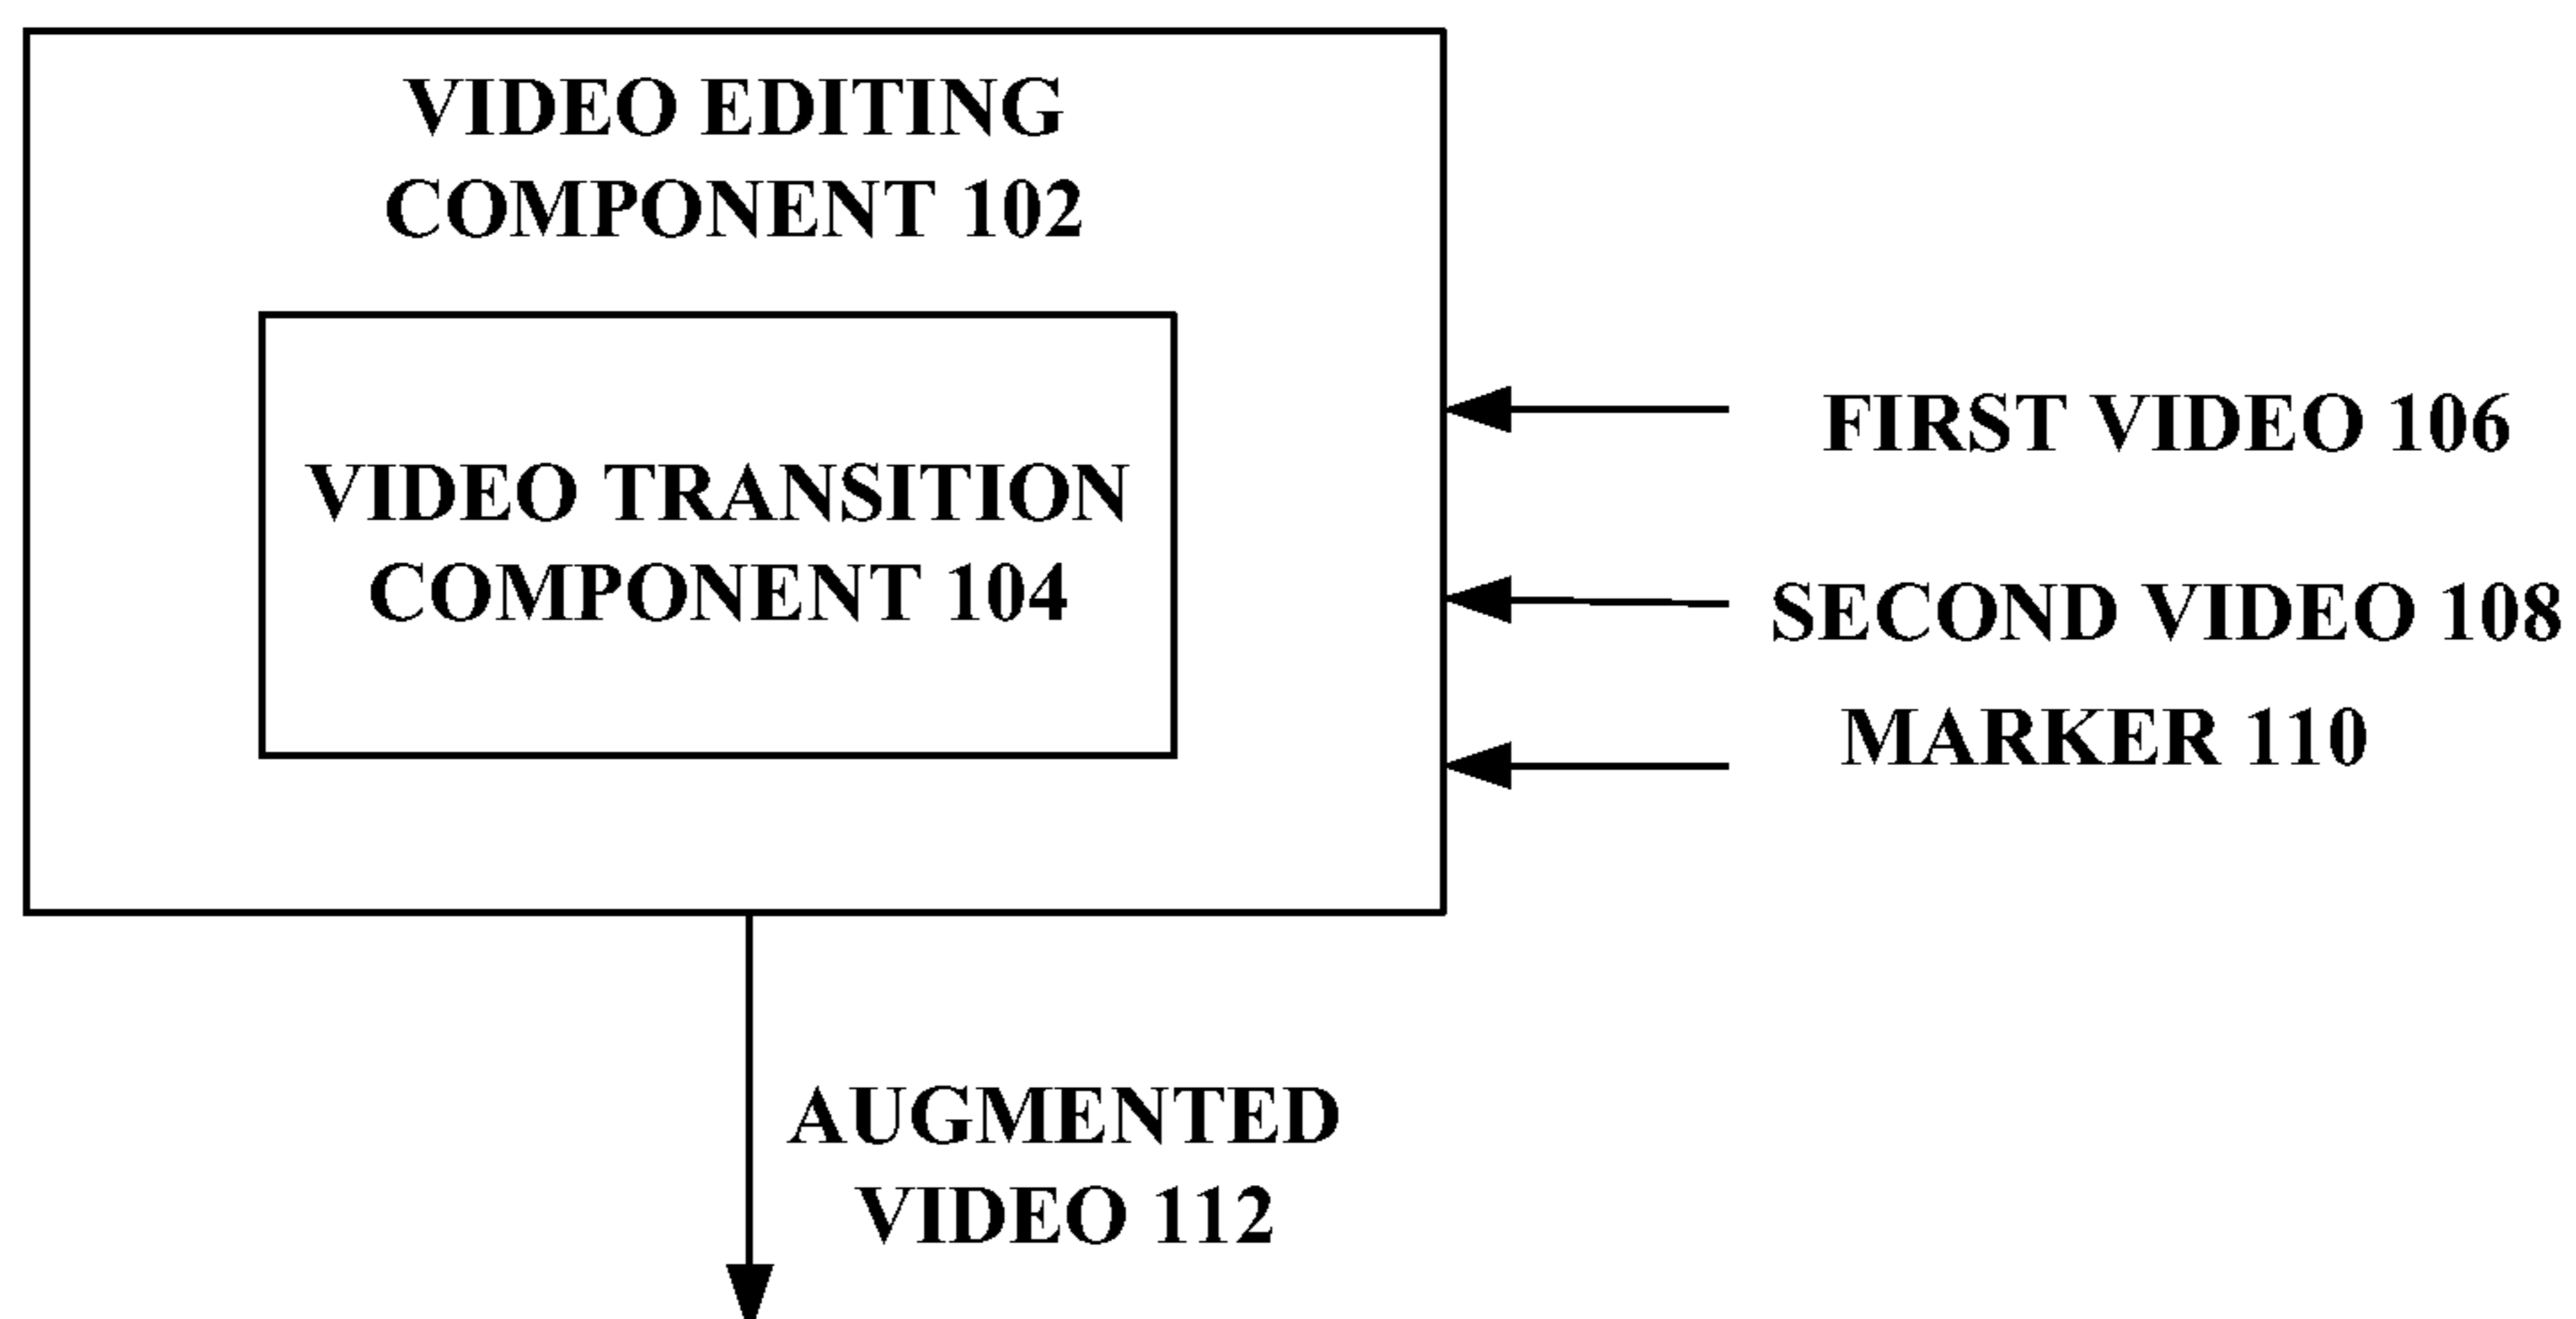 VIDEO EDITING
COMPONENT 102
VIDEO TRANSITION
COMPONENT 104
FIRST VIDEO 106
SECOND VIDEO 108
MARKER 110
AUGMENTED
VIDEO 112